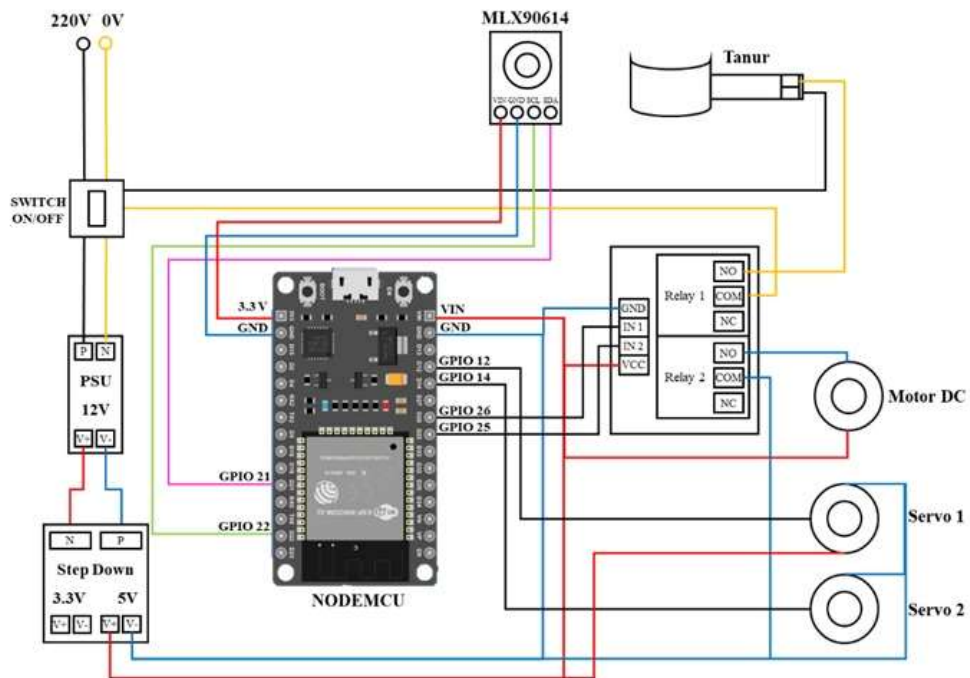 220V 0V
MLX90614
VIN GND SCL SDA
Tanur
SWITCH
ON/OFF
P N
PSU
12V
V+ V-
N P
Step Down
3.3V 5V
V+ V- V+ V-
3.3 V
GND
GPIO 21
GPIO 22
VIN
GND
GPIO 12
GPIO 14
GPIO 26
GPIO 25
NODEMCU
GND
IN 1
IN 2
VCC
Relay 1
NO
COM
NC
Relay 2
NO
COM
NC
Motor DC
Servo 1
Servo 2